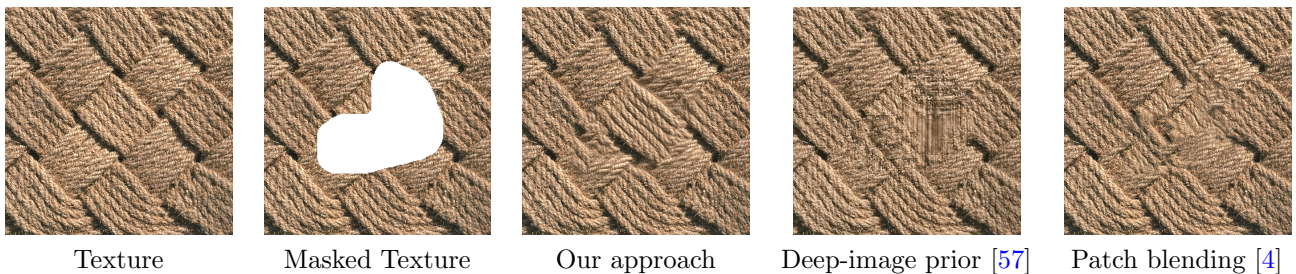 Texture
Masked Texture
Our approach
Deep-image prior [57]
Patch blending [4]